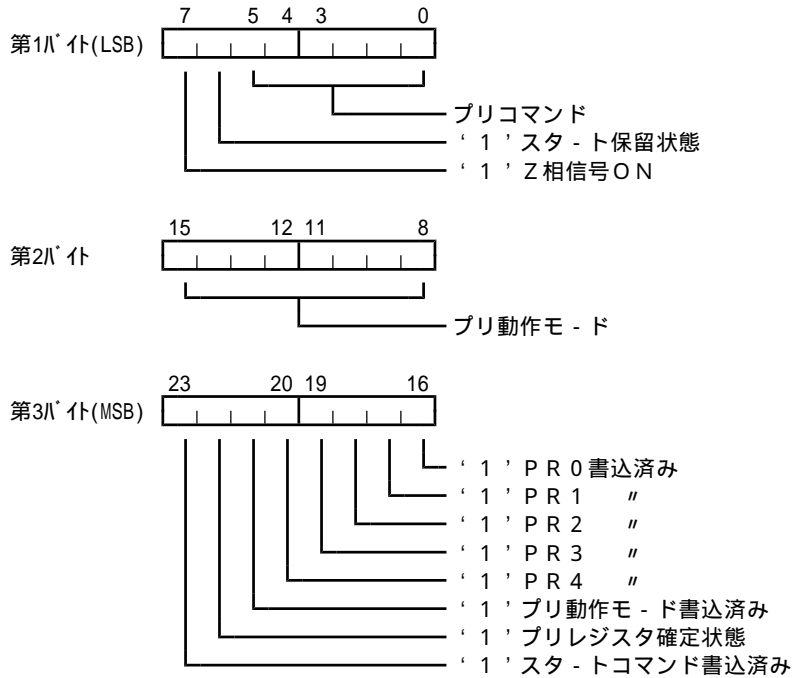 7 5 4 3 0
第1ﾊﾞｲﾄ(LSB)
プリコマンド
‘１’スタ‐ト保留状態
‘１’Ｚ相信号ＯＮ
15 12 11 8
第2ﾊﾞｲﾄ
プリ動作モ‐ド
23 20 19 16
第3ﾊﾞｲﾄ(MSB)
‘１’ＰＲ０書込済み
‘１’ＰＲ１　〃
‘１’ＰＲ２　〃
‘１’ＰＲ３　〃
‘１’ＰＲ４　〃
‘１’プリ動作モ‐ド書込済み
‘１’プリレジスタ確定状態
‘１’スタ‐トコマンド書込済み